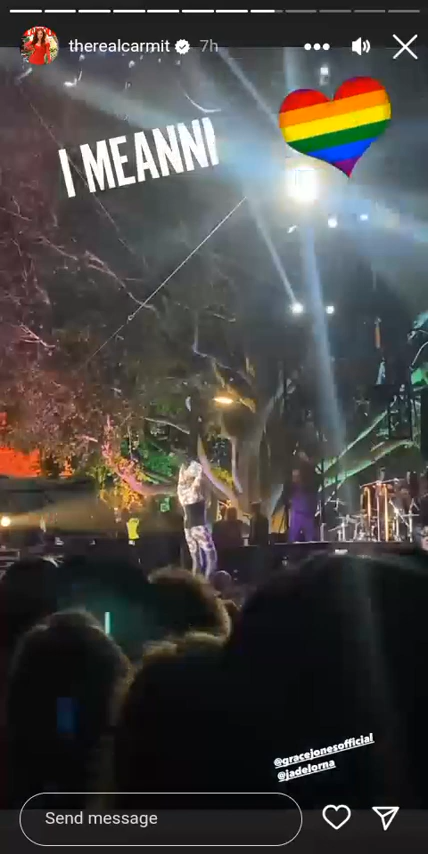 therealcarmit 7h
I MEANNI
@gracejonesofficial
@jadelorna
Send message